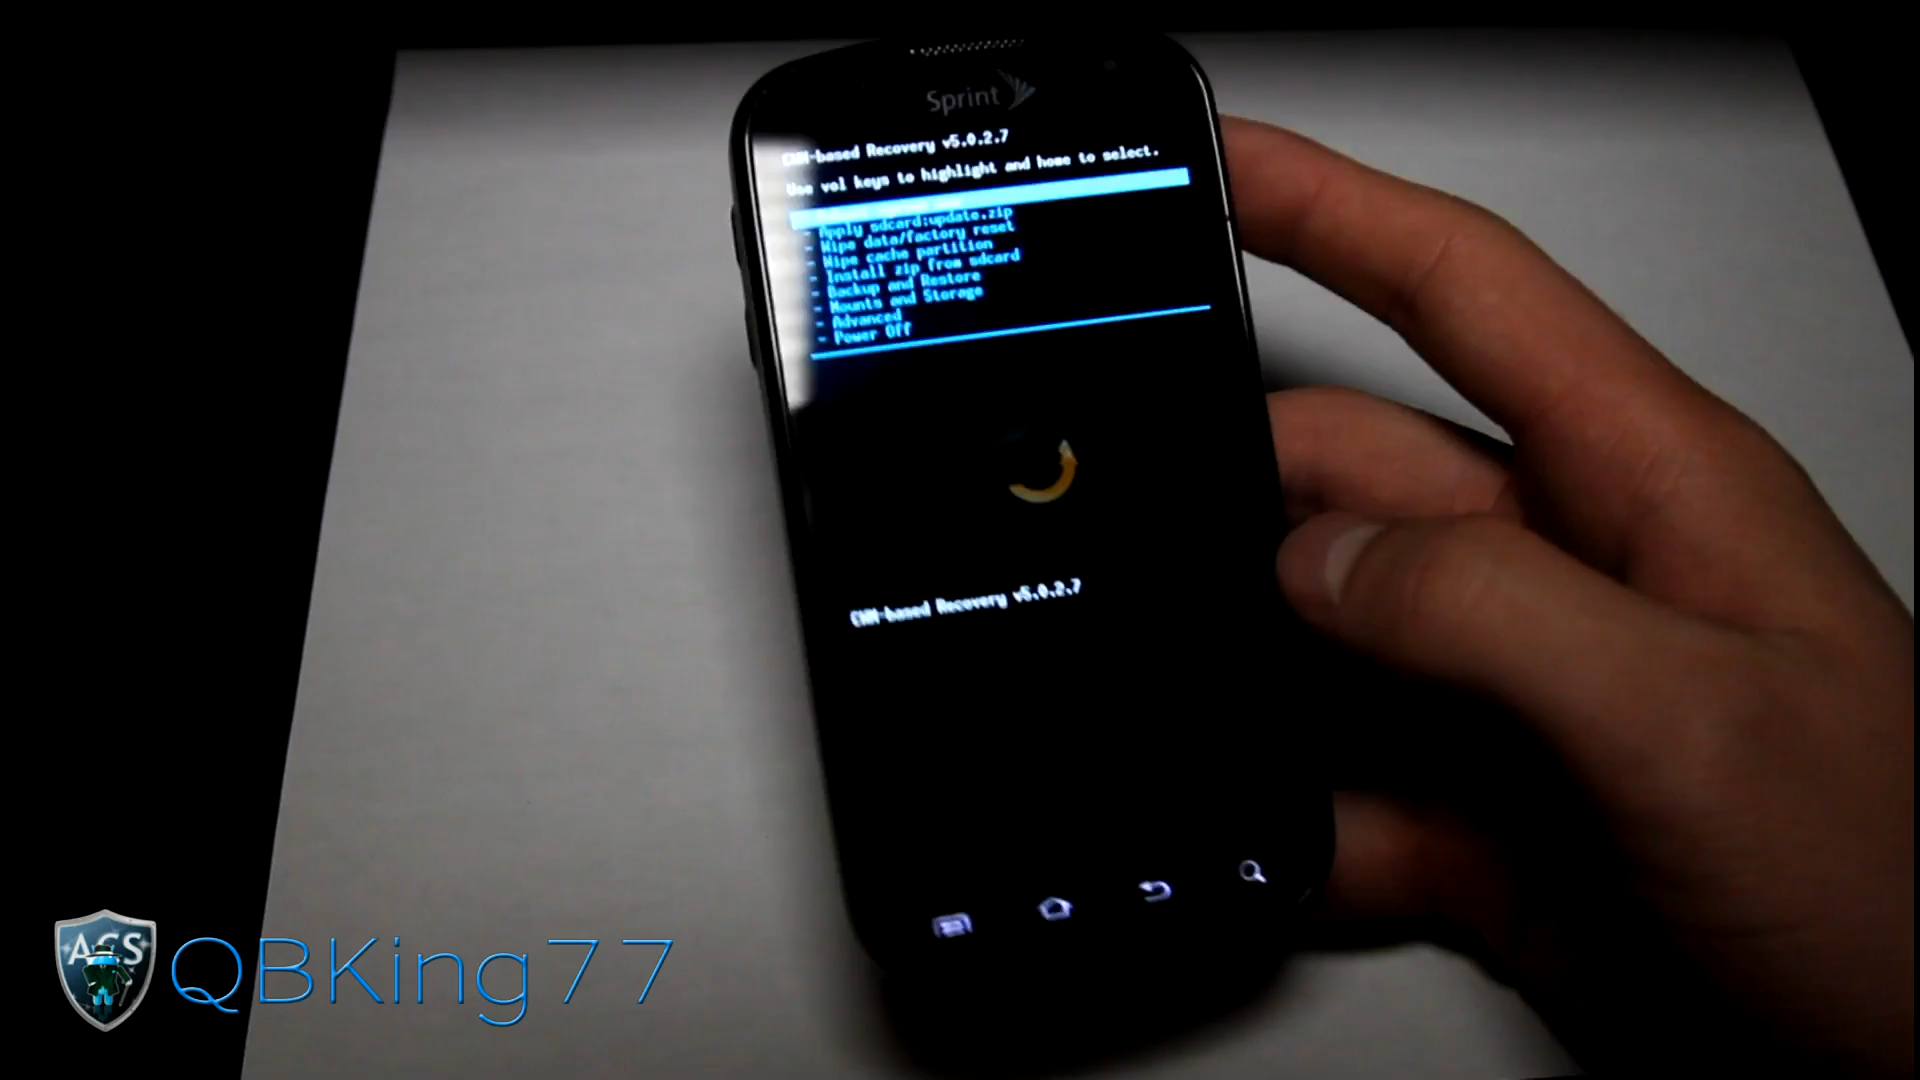 Sprint
CWM-based Recovery v5.0.2.7
Use vol keys to highlight and home to select.
- Apply sdcard:update.zip
- Wipe data/factory reset
- Wipe cache partition
- Install zip from sdcard
- Backup and Restore
- Mounts and Storage
- Advanced
- Power Off
CWM-based Recovery v5.0.2.7
ACS
QBKing77